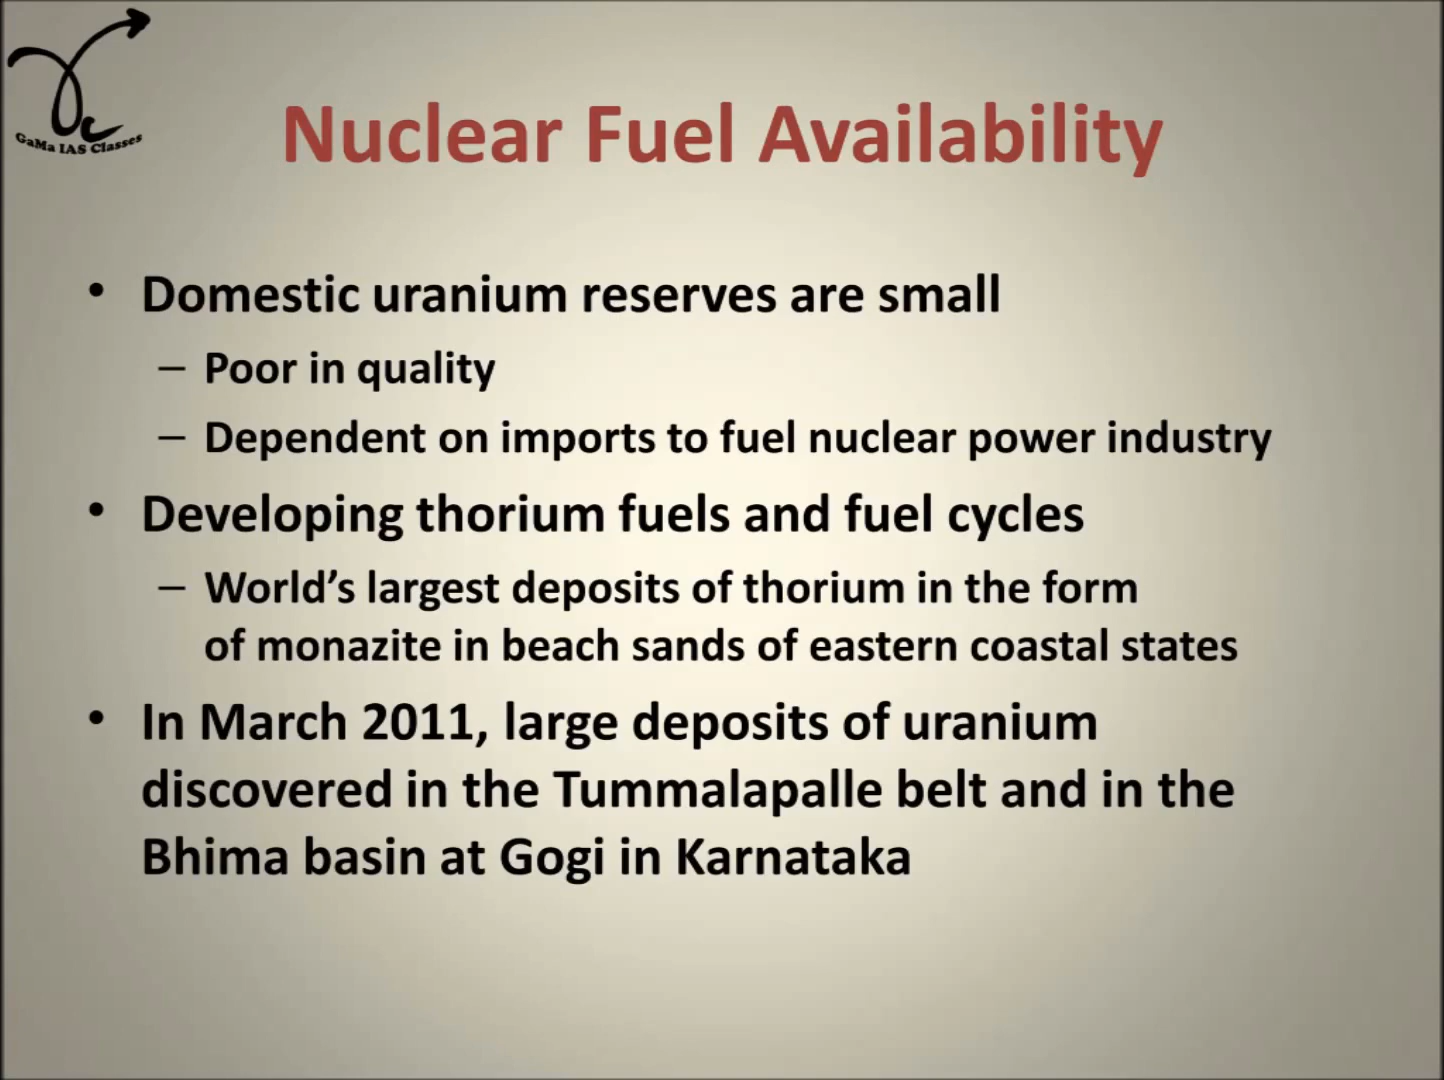 GaMa IAS Classes
Nuclear Fuel Availability
• Domestic uranium reserves are small
– Poor in quality
– Dependent on imports to fuel nuclear power industry
• Developing thorium fuels and fuel cycles
– World’s largest deposits of thorium in the form
of monazite in beach sands of eastern coastal states
• In March 2011, large deposits of uranium
discovered in the Tummalapalle belt and in the
Bhima basin at Gogi in Karnataka